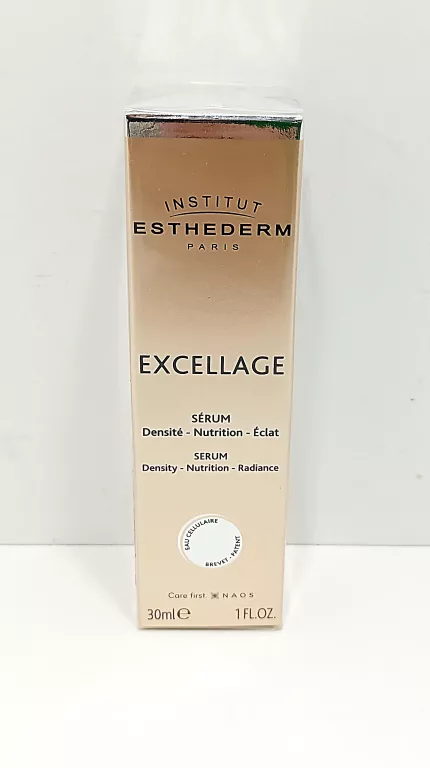 INSTITUT
ESTHEDERM
PARIS
EXCELLAGE
SÉRUM
Densité - Nutrition - Éclat
SERUM
Density - Nutrition - Radiance
EAU CELLULAIRE
BREVET - PATENT
Care first. NAOS
30ml℮ 1 FL.OZ.